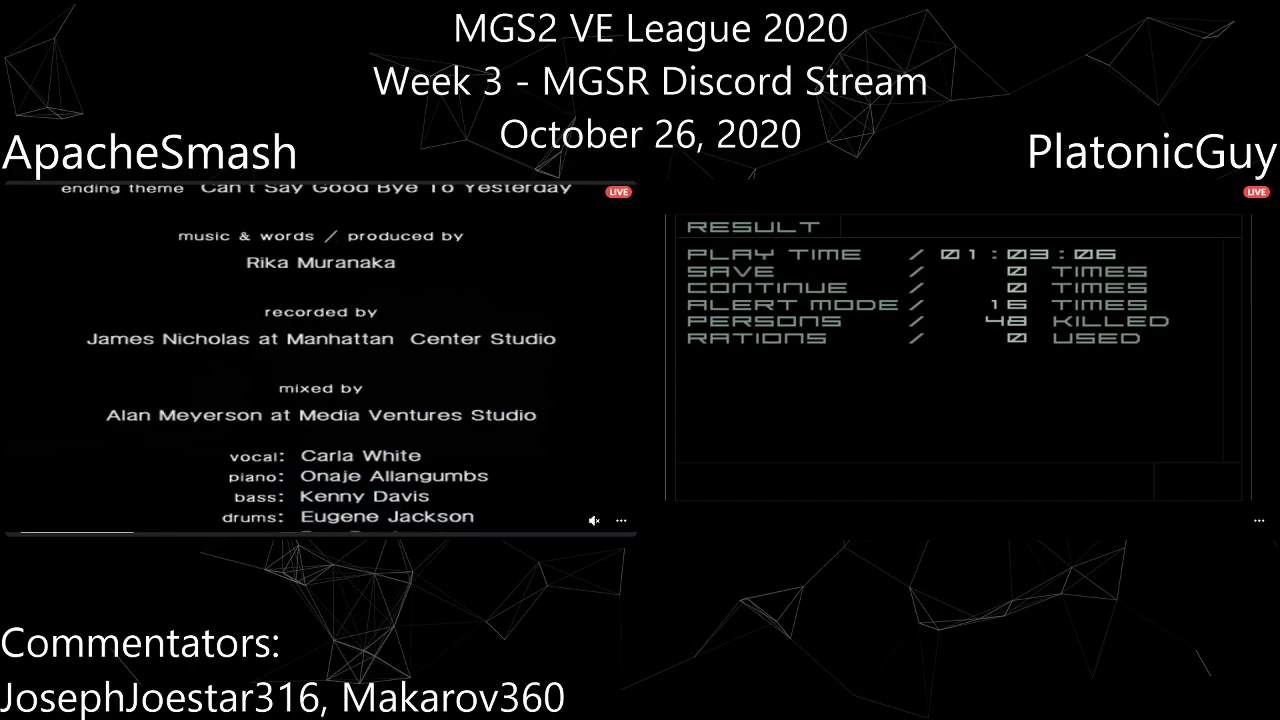 MGS2 VE League 2020
Week 3 - MGSR Discord Stream
October 26, 2020
ApacheSmash
PlatonicGuy
ending theme Can't Say Good Bye To Yesterday
LIVE
music & words / produced by
Rika Muranaka
recorded by
James Nicholas at Manhattan Center Studio
mixed by
Alan Meyerson at Media Ventures Studio
vocal: Carla White
piano: Onaje Allangumbs
bass: Kenny Davis
drums: Eugene Jackson
LIVE
RESULT
PLAY TIME / 01:03:06
SAVE / 0 TIMES
CONTINUE / 0 TIMES
ALERT MODE / 16 TIMES
PERSONS / 48 KILLED
RATIONS / 0 USED
Commentators:
JosephJoestar316, Makarov360